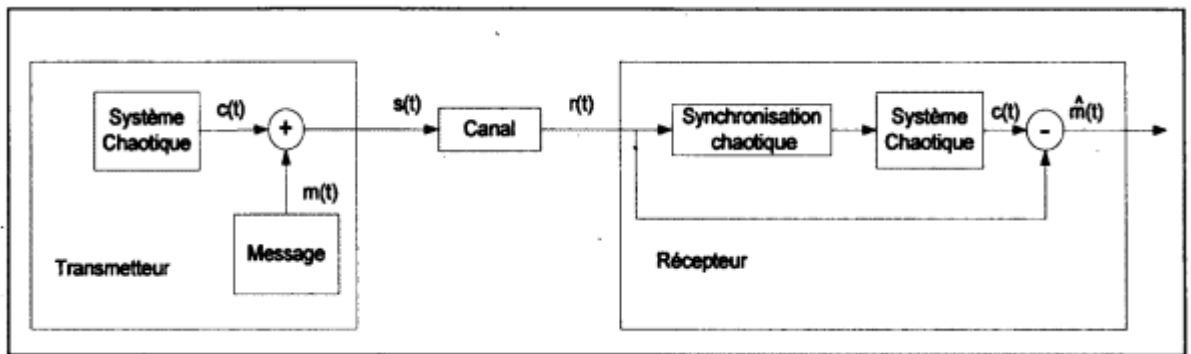 Système
Chaotique
c(t)
+
m(t)
Message
Transmetteur
s(t)
Canal
r(t)
Synchronisation
chaotique
Système
Chaotique
c(t)
-
m̂(t)
Récepteur